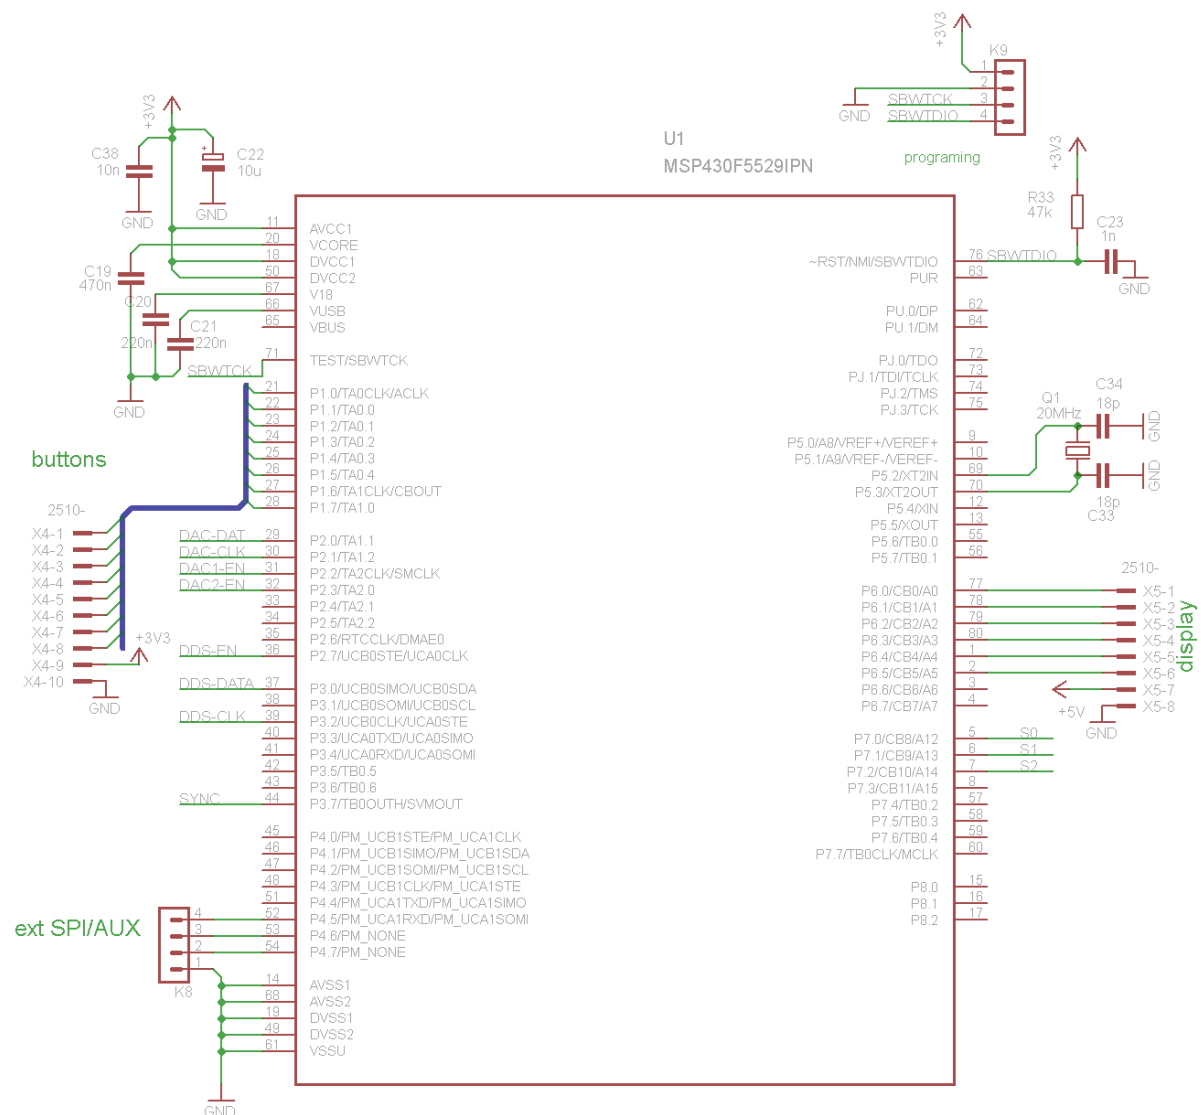 +3V3
K9
1
2
3
4
GND
SBWTCK
SBWTDIO
programing
+3V3
C38
10n
C22
10u
+
GND
GND
U1
MSP430F5529IPN
+3V3
R33
47k
C23
1n
GND
11 AVCC1
20 VCORE
18 DVCC1
50 DVCC2
67 V18
66 VUSB
65 VBUS
71 TEST/SBWTCK
C19
470n
C20
220n
C21
220n
SBWTCK
GND
21 P1.0/TA0CLK/ACLK
22 P1.1/TA0.0
23 P1.2/TA0.1
24 P1.3/TA0.2
25 P1.4/TA0.3
26 P1.5/TA0.4
27 P1.6/TA1CLK/CBOUT
28 P1.7/TA1.0
buttons
2510-
X4-1
X4-2
X4-3
X4-4
X4-5
X4-6
X4-7
X4-8
X4-9
X4-10
+3V3
GND
DAC-DAT 29 P2.0/TA1.1
DAC-CLK 30 P2.1/TA1.2
DAC1-EN 31 P2.2/TA2CLK/SMCLK
DAC2-EN 32 P2.3/TA2.0
33 P2.4/TA2.1
34 P2.5/TA2.2
35 P2.6/RTCCLK/DMAE0
DDS-EN 36 P2.7/UCB0STE/UCA0CLK
DDS-DATA 37 P3.0/UCB0SIMO/UCB0SDA
38 P3.1/UCB0SOMI/UCB0SCL
DDS-CLK 39 P3.2/UCB0CLK/UCA0STE
40 P3.3/UCA0TXD/UCA0SIMO
41 P3.4/UCA0RXD/UCA0SOMI
42 P3.5/TB0.5
43 P3.6/TB0.6
SYNC 44 P3.7/TB0OUTH/SVMOUT
45 P4.0/PM_UCB1STE/PM_UCA1CLK
46 P4.1/PM_UCB1SIMO/PM_UCB1SDA
47 P4.2/PM_UCB1SOMI/PM_UCB1SCL
48 P4.3/PM_UCB1CLK/PM_UCA1STE
51 P4.4/PM_UCA1TXD/PM_UCA1SIMO
52 P4.5/PM_UCA1RXD/PM_UCA1SOMI
53 P4.6/PM_NONE
54 P4.7/PM_NONE
ext SPI/AUX
4
3
2
1
K8
14 AVSS1
68 AVSS2
19 DVSS1
49 DVSS2
61 VSSU
GND
~RST/NMI/SBWTDIO 76 SBWTDIO
PUR 63
PU.0/DP 62
PU.1/DM 64
PJ.0/TDO 72
PJ.1/TDI/TCLK 73
PJ.2/TMS 74
PJ.3/TCK 75
P5.0/A8/VREF+/VEREF+ 9
P5.1/A9/VREF-/VEREF- 10
P5.2/XT2IN 69
P5.3/XT2OUT 70
P5.4/XIN 12
P5.5/XOUT 13
P5.6/TB0.0 55
P5.7/TB0.1 56
C34
18p
Q1
20MHz
GND
GND
18p
C33
P6.0/CB0/A0 77
P6.1/CB1/A1 78
P6.2/CB2/A2 79
P6.3/CB3/A3 80
P6.4/CB4/A4 1
P6.5/CB5/A5 2
P6.6/CB6/A6 3
P6.7/CB7/A7 4
2510-
X5-1
X5-2
X5-3
X5-4
X5-5
X5-6
X5-7
X5-8
display
+5V
GND
P7.0/CB8/A12 5 S0
P7.1/CB9/A13 6 S1
P7.2/CB10/A14 7 S2
P7.3/CB11/A15 8
P7.4/TB0.2 57
P7.5/TB0.3 58
P7.6/TB0.4 59
P7.7/TB0CLK/MCLK 60
P8.0 15
P8.1 16
P8.2 17